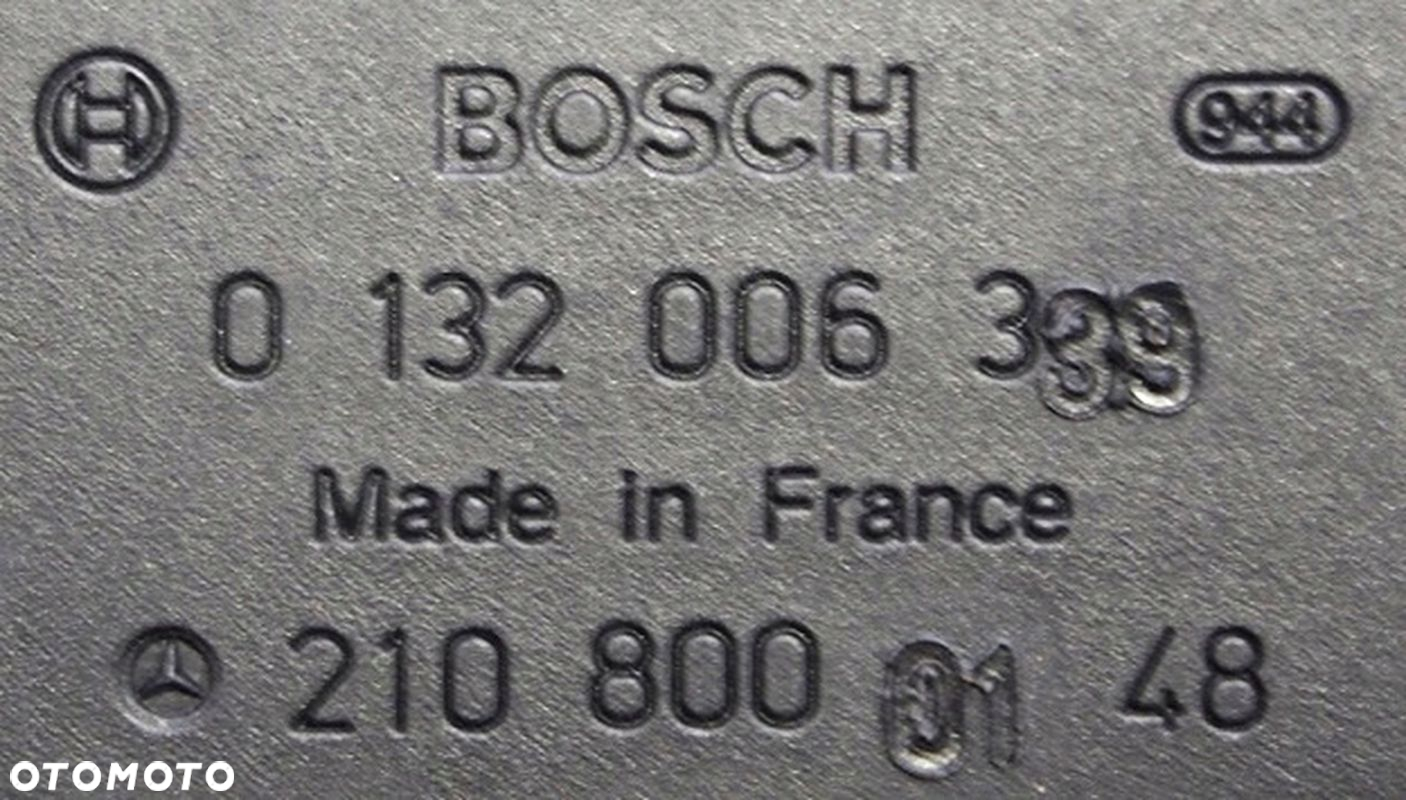 BOSCH 944
0 132 006 339
Made in France
210 800 01 48
OTOMOTO